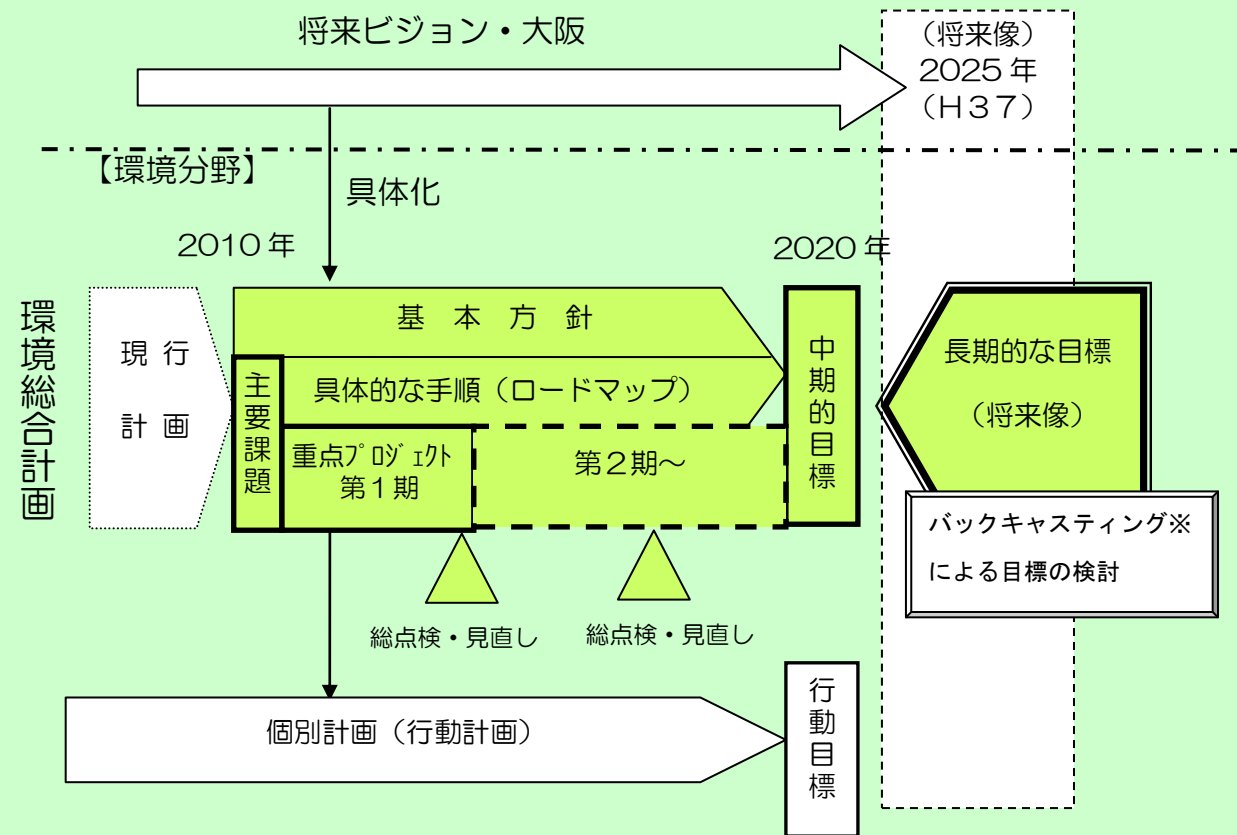 将来ビジョン・大阪
(将来像)
2025年
(H37)
【環境分野】
具体化
2010年
2020年
環境総合計画
現行
計画
基本方針
主要課題
具体的な手順(ロードマップ)
重点プロジェクト
第1期
第2期~
中期的目標
長期的な目標
(将来像)
バックキャスティング※
による目標の検討
総点検・見直し
総点検・見直し
個別計画(行動計画)
行動目標